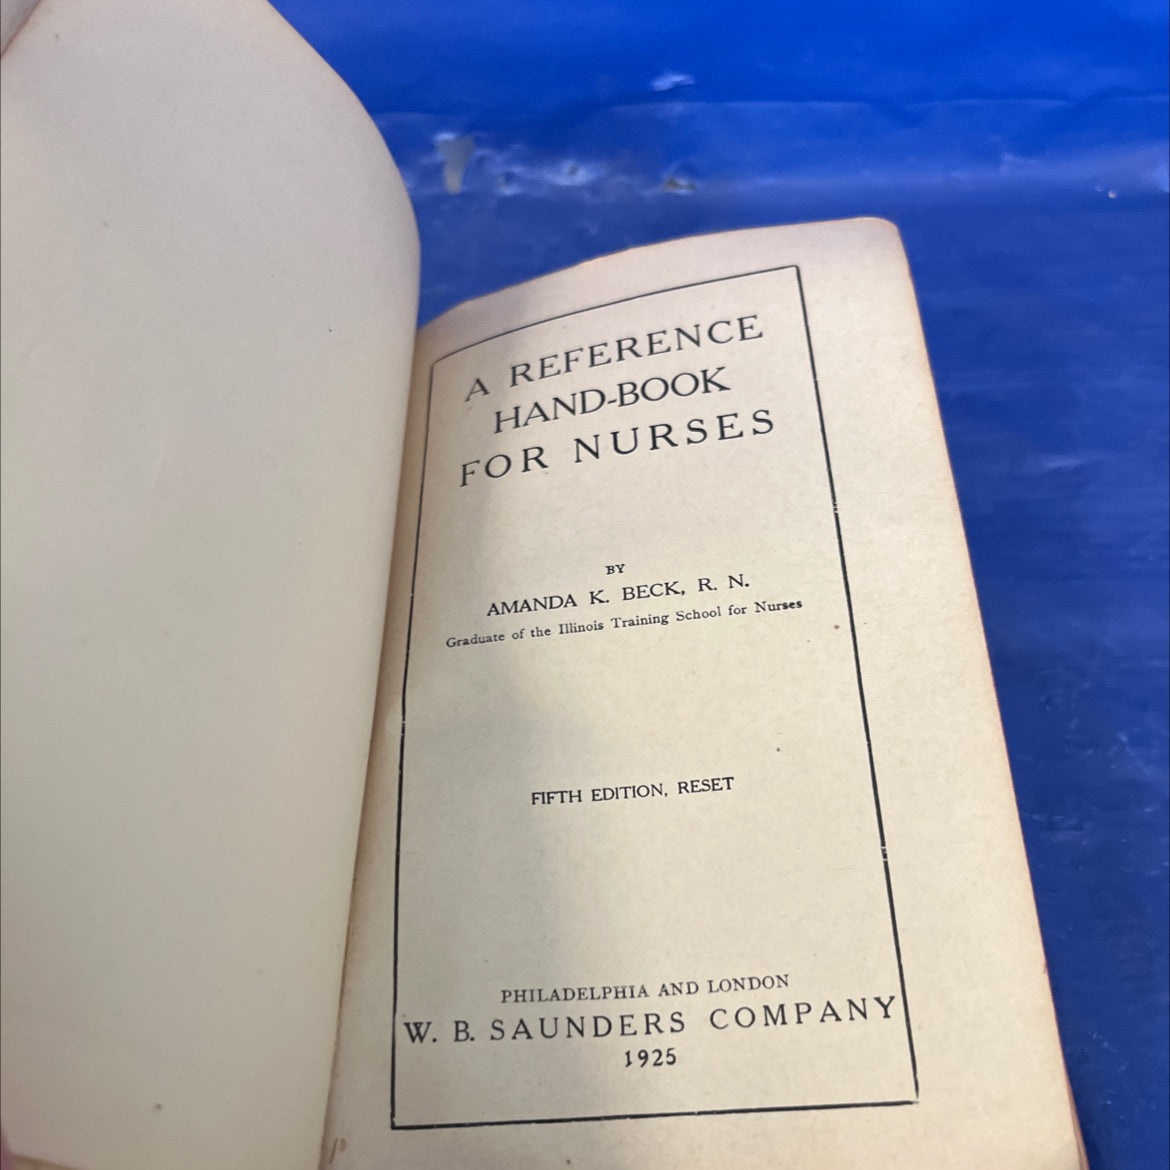 A REFERENCE
HAND-BOOK
FOR NURSES
BY
AMANDA K. BECK, R. N.
Graduate of the Illinois Training School for Nurses
FIFTH EDITION, RESET
PHILADELPHIA AND LONDON
W. B. SAUNDERS COMPANY
1925